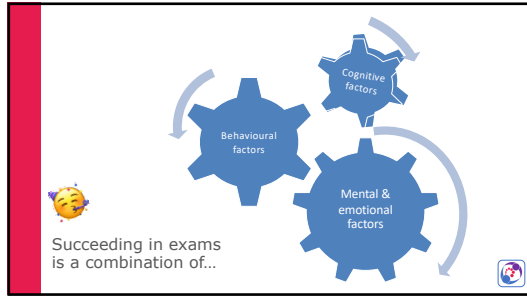 Cognitive
factors
Behavioural
factors
Mental &
emotional
factors
Succeeding in exams
is a combination of…